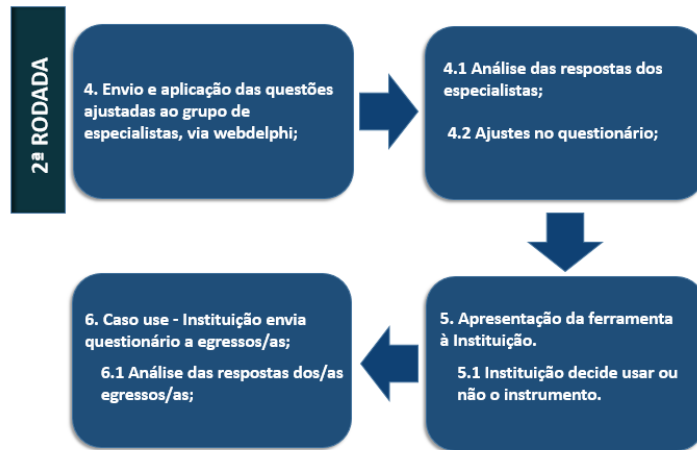 2ª RODADA
4. Envio e aplicação das questões
ajustadas ao grupo de
especialistas, via webdelphi;
4.1 Análise das respostas dos
especialistas;
4.2 Ajustes no questionário;
5. Apresentação da ferramenta
à Instituição.
5.1 Instituição decide usar ou
não o instrumento.
6. Caso use - Instituição envia
questionário a egressos/as;
6.1 Análise das respostas dos/as
egressos/as;